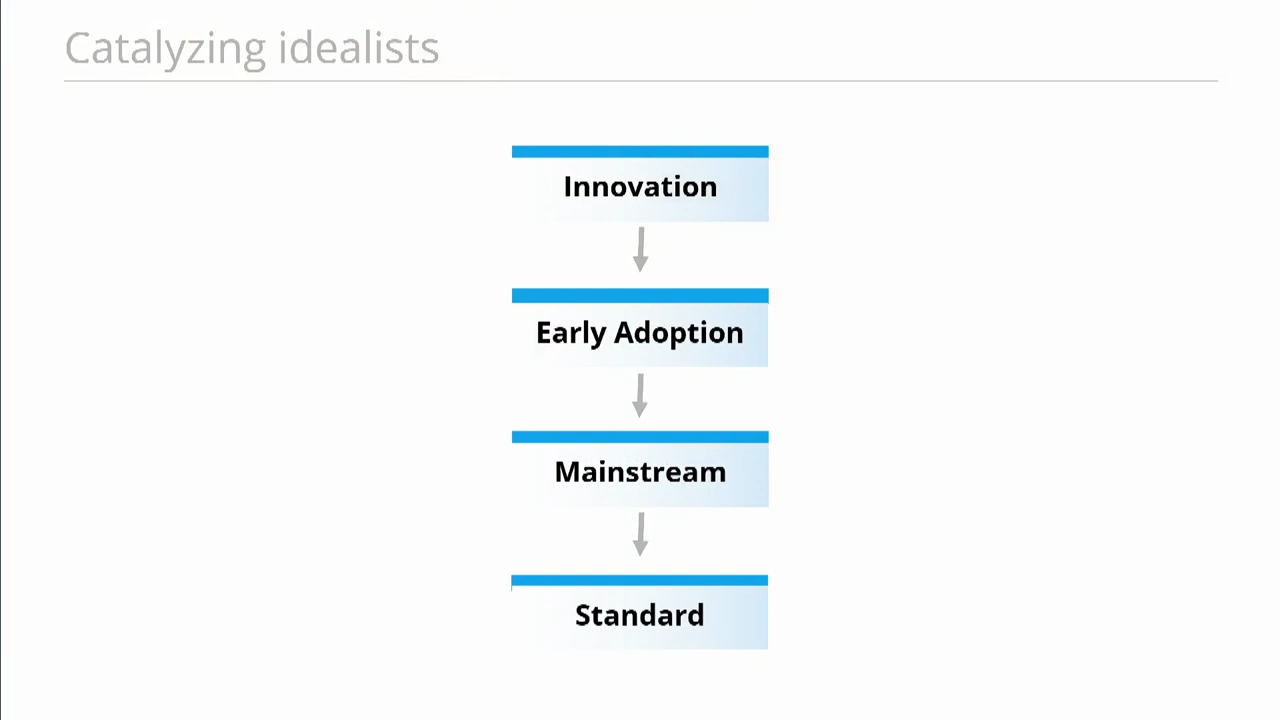 Catalyzing idealists
Innovation
Early Adoption
Mainstream
Standard